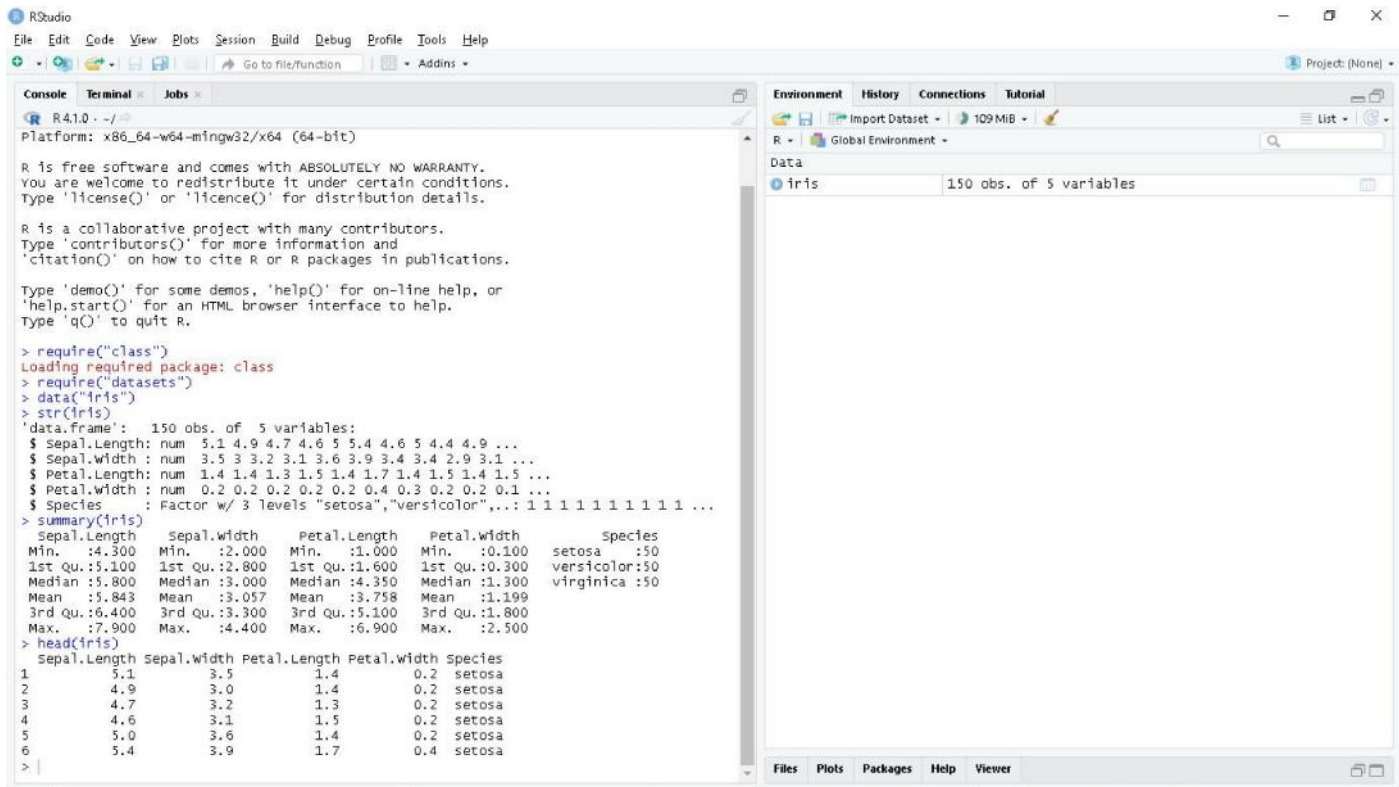 RStudio
File Edit Code View Plots Session Build Debug Profile Tools Help
Go to file/function Addins Project: (None)
Console Terminal Jobs
R 4.1.0 · ~/
Platform: x86_64-w64-mingw32/x64 (64-bit)
R is free software and comes with ABSOLUTELY NO WARRANTY.
You are welcome to redistribute it under certain conditions.
Type 'license()' or 'licence()' for distribution details.
R is a collaborative project with many contributors.
Type 'contributors()' for more information and
'citation()' on how to cite R or R packages in publications.
Type 'demo()' for some demos, 'help()' for on-line help, or
'help.start()' for an HTML browser interface to help.
Type 'q()' to quit R.
> require("class")
Loading required package: class
> require("datasets")
> data("iris")
> str(iris)
'data.frame':   150 obs. of  5 variables:
 $ Sepal.Length: num  5.1 4.9 4.7 4.6 5 5.4 4.6 5 4.4 4.9 ...
 $ Sepal.Width : num  3.5 3 3.2 3.1 3.6 3.9 3.4 3.4 2.9 3.1 ...
 $ Petal.Length: num  1.4 1.4 1.3 1.5 1.4 1.7 1.4 1.5 1.4 1.5 ...
 $ Petal.Width : num  0.2 0.2 0.2 0.2 0.2 0.4 0.3 0.2 0.2 0.1 ...
 $ Species     : Factor w/ 3 levels "setosa","versicolor",..: 1 1 1 1 1 1 1 1 1 1 ...
> summary(iris)
  Sepal.Length    Sepal.Width     Petal.Length    Petal.Width          Species
 Min.   :4.300   Min.   :2.000   Min.   :1.000   Min.   :0.100   setosa    :50
 1st Qu.:5.100   1st Qu.:2.800   1st Qu.:1.600   1st Qu.:0.300   versicolor:50
 Median :5.800   Median :3.000   Median :4.350   Median :1.300   virginica :50
 Mean   :5.843   Mean   :3.057   Mean   :3.758   Mean   :1.199
 3rd Qu.:6.400   3rd Qu.:3.300   3rd Qu.:5.100   3rd Qu.:1.800
 Max.   :7.900   Max.   :4.400   Max.   :6.900   Max.   :2.500
> head(iris)
  Sepal.Length Sepal.Width Petal.Length Petal.Width Species
1          5.1         3.5          1.4         0.2  setosa
2          4.9         3.0          1.4         0.2  setosa
3          4.7         3.2          1.3         0.2  setosa
4          4.6         3.1          1.5         0.2  setosa
5          5.0         3.6          1.4         0.2  setosa
6          5.4         3.9          1.7         0.4  setosa
>
Environment History Connections Tutorial
Import Dataset 109 MiB List
R Global Environment
Data
iris 150 obs. of 5 variables
Files Plots Packages Help Viewer